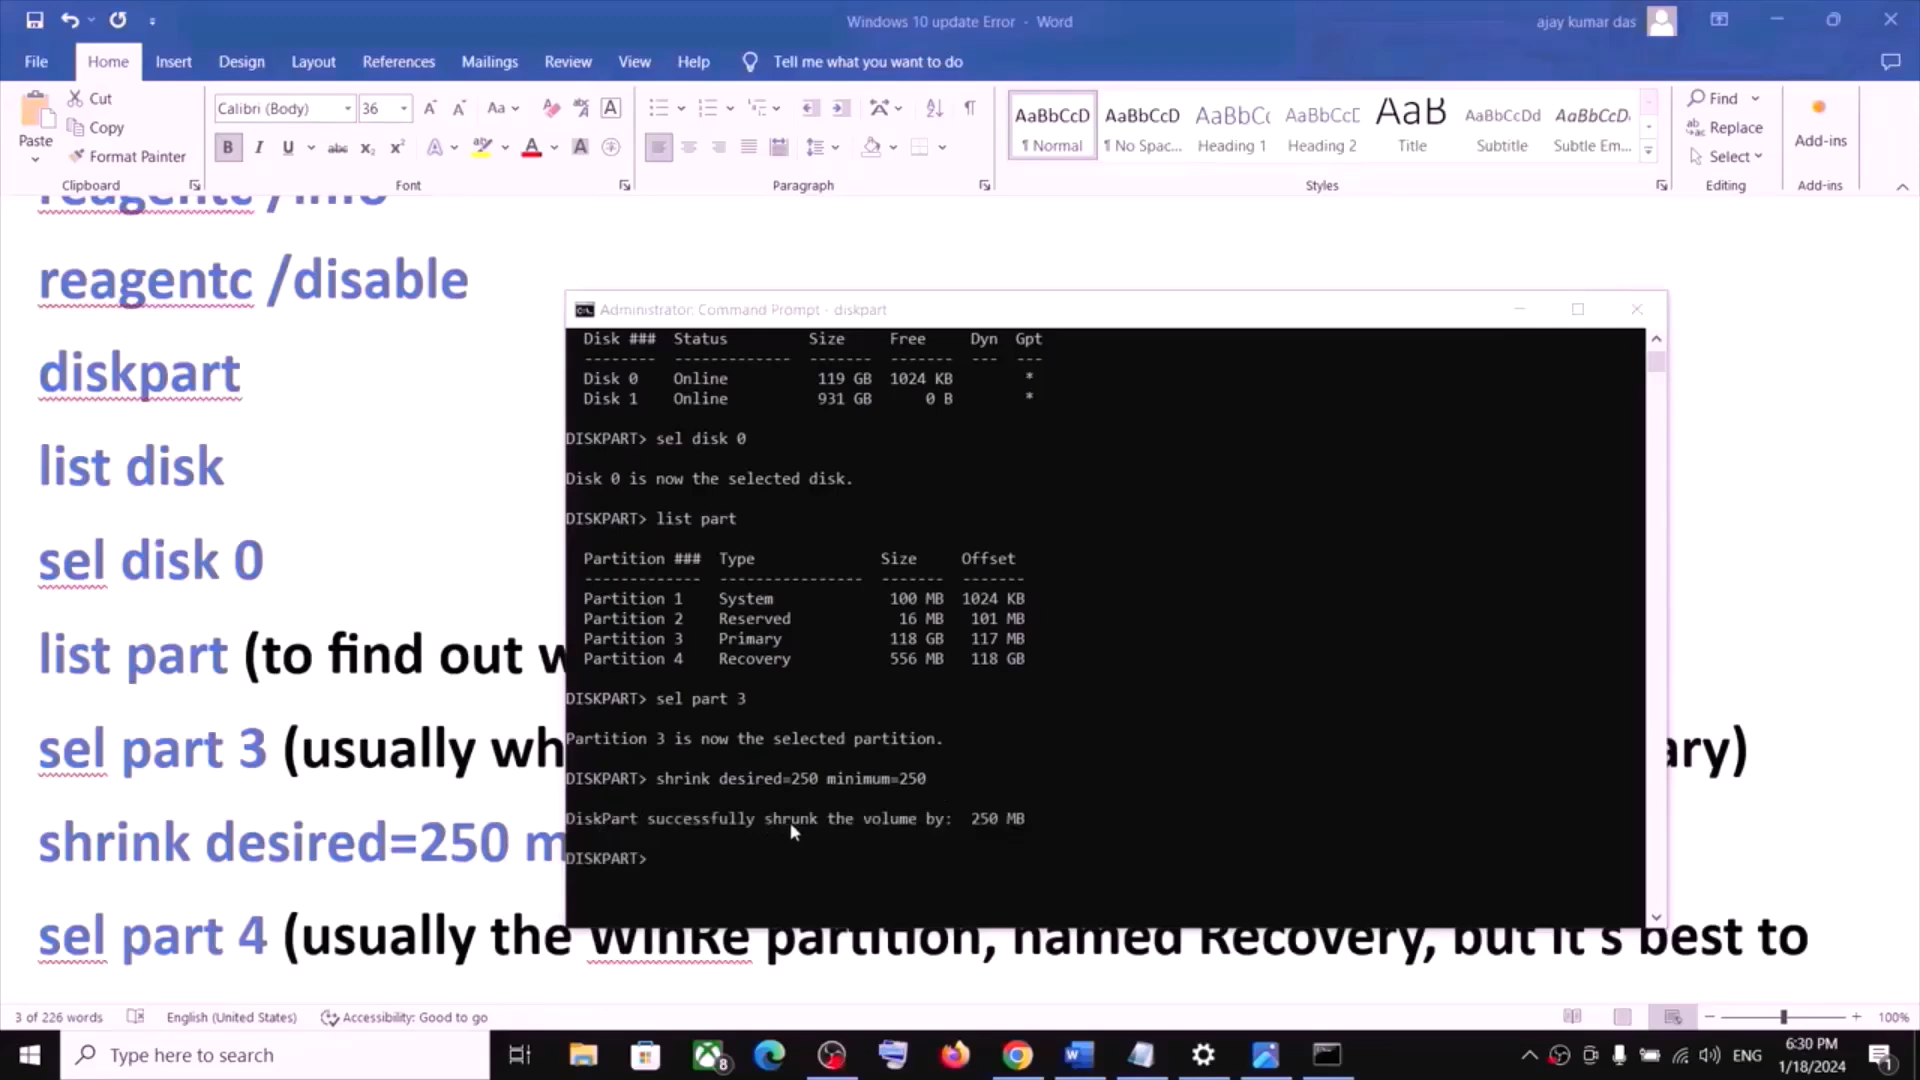 Windows 10 update Error - Word
ajay kumar das
File Home Insert Design Layout References Mailings Review View Help Tell me what you want to do
Paste
Cut
Copy
Format Painter
Clipboard
Calibri (Body) 36
Font
Paragraph
AaBbCcD AaBbCcD AaBbC AaBbCcD AaB AaBbCcDd AaBbCcD.
¶ Normal ¶ No Spac... Heading 1 Heading 2 Title Subtitle Subtle Em...
Styles
Find
Replace
Select
Editing
Add-ins
Add-ins
reagentc /info
reagentc /disable
diskpart
list disk
sel disk 0
list part (to find out w
sel part 3 (usually wh
ary)
shrink desired=250 m
sel part 4 (usually the WinRe partition, named Recovery, but it's best to
Administrator: Command Prompt - diskpart
Disk ### Status Size Free Dyn Gpt
-------- ------------- ------- ------- --- ---
Disk 0 Online 119 GB 1024 KB *
Disk 1 Online 931 GB 0 B *
DISKPART> sel disk 0
Disk 0 is now the selected disk.
DISKPART> list part
Partition ### Type Size Offset
------------- ---------------- ------- -------
Partition 1 System 100 MB 1024 KB
Partition 2 Reserved 16 MB 101 MB
Partition 3 Primary 118 GB 117 MB
Partition 4 Recovery 556 MB 118 GB
DISKPART> sel part 3
Partition 3 is now the selected partition.
DISKPART> shrink desired=250 minimum=250
DiskPart successfully shrunk the volume by: 250 MB
DISKPART>
3 of 226 words English (United States) Accessibility: Good to go 100%
Type here to search
8
ENG
6:30 PM
1/18/2024
1